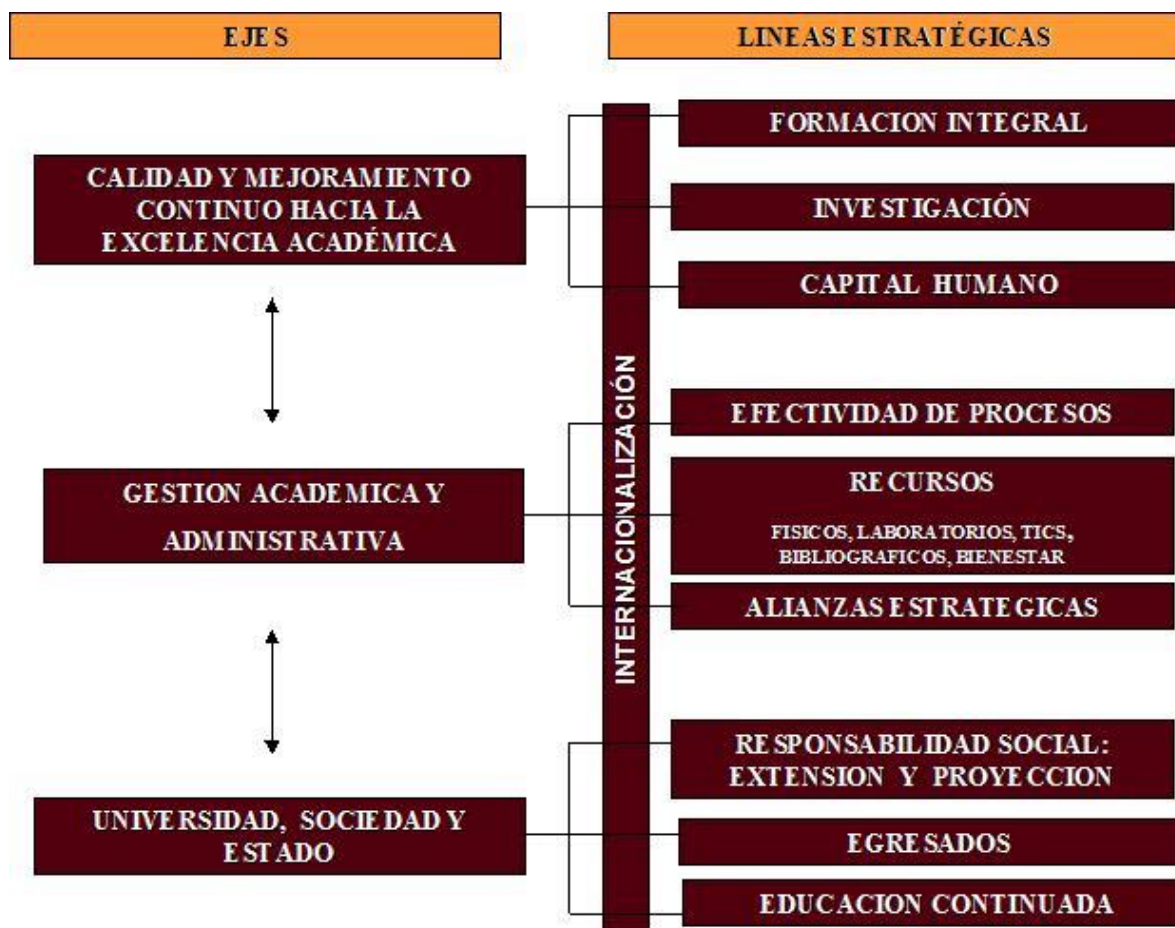 EJES
LINEAS ESTRATÉGICAS
CALIDAD Y MEJORAMIENTO
CONTINUO HACIA LA
EXCELENCIA ACADÉMICA
FORMACION INTEGRAL
INVESTIGACIÓN
CAPITAL HUMANO
INTERNACIONALIZACIÓN
GESTION ACADEMICA Y
ADMINISTRATIVA
EFECTIVIDAD DE PROCESOS
RECURSOS
FISICOS, LABORATORIOS, TICS,
BIBLIOGRAFICOS, BIENESTAR
ALIANZAS ESTRATEGICAS
UNIVERSIDAD, SOCIEDAD Y
ESTADO
RESPONSABILIDAD SOCIAL:
EXTENSION Y PROYECCION
EGRESADOS
EDUCACION CONTINUADA